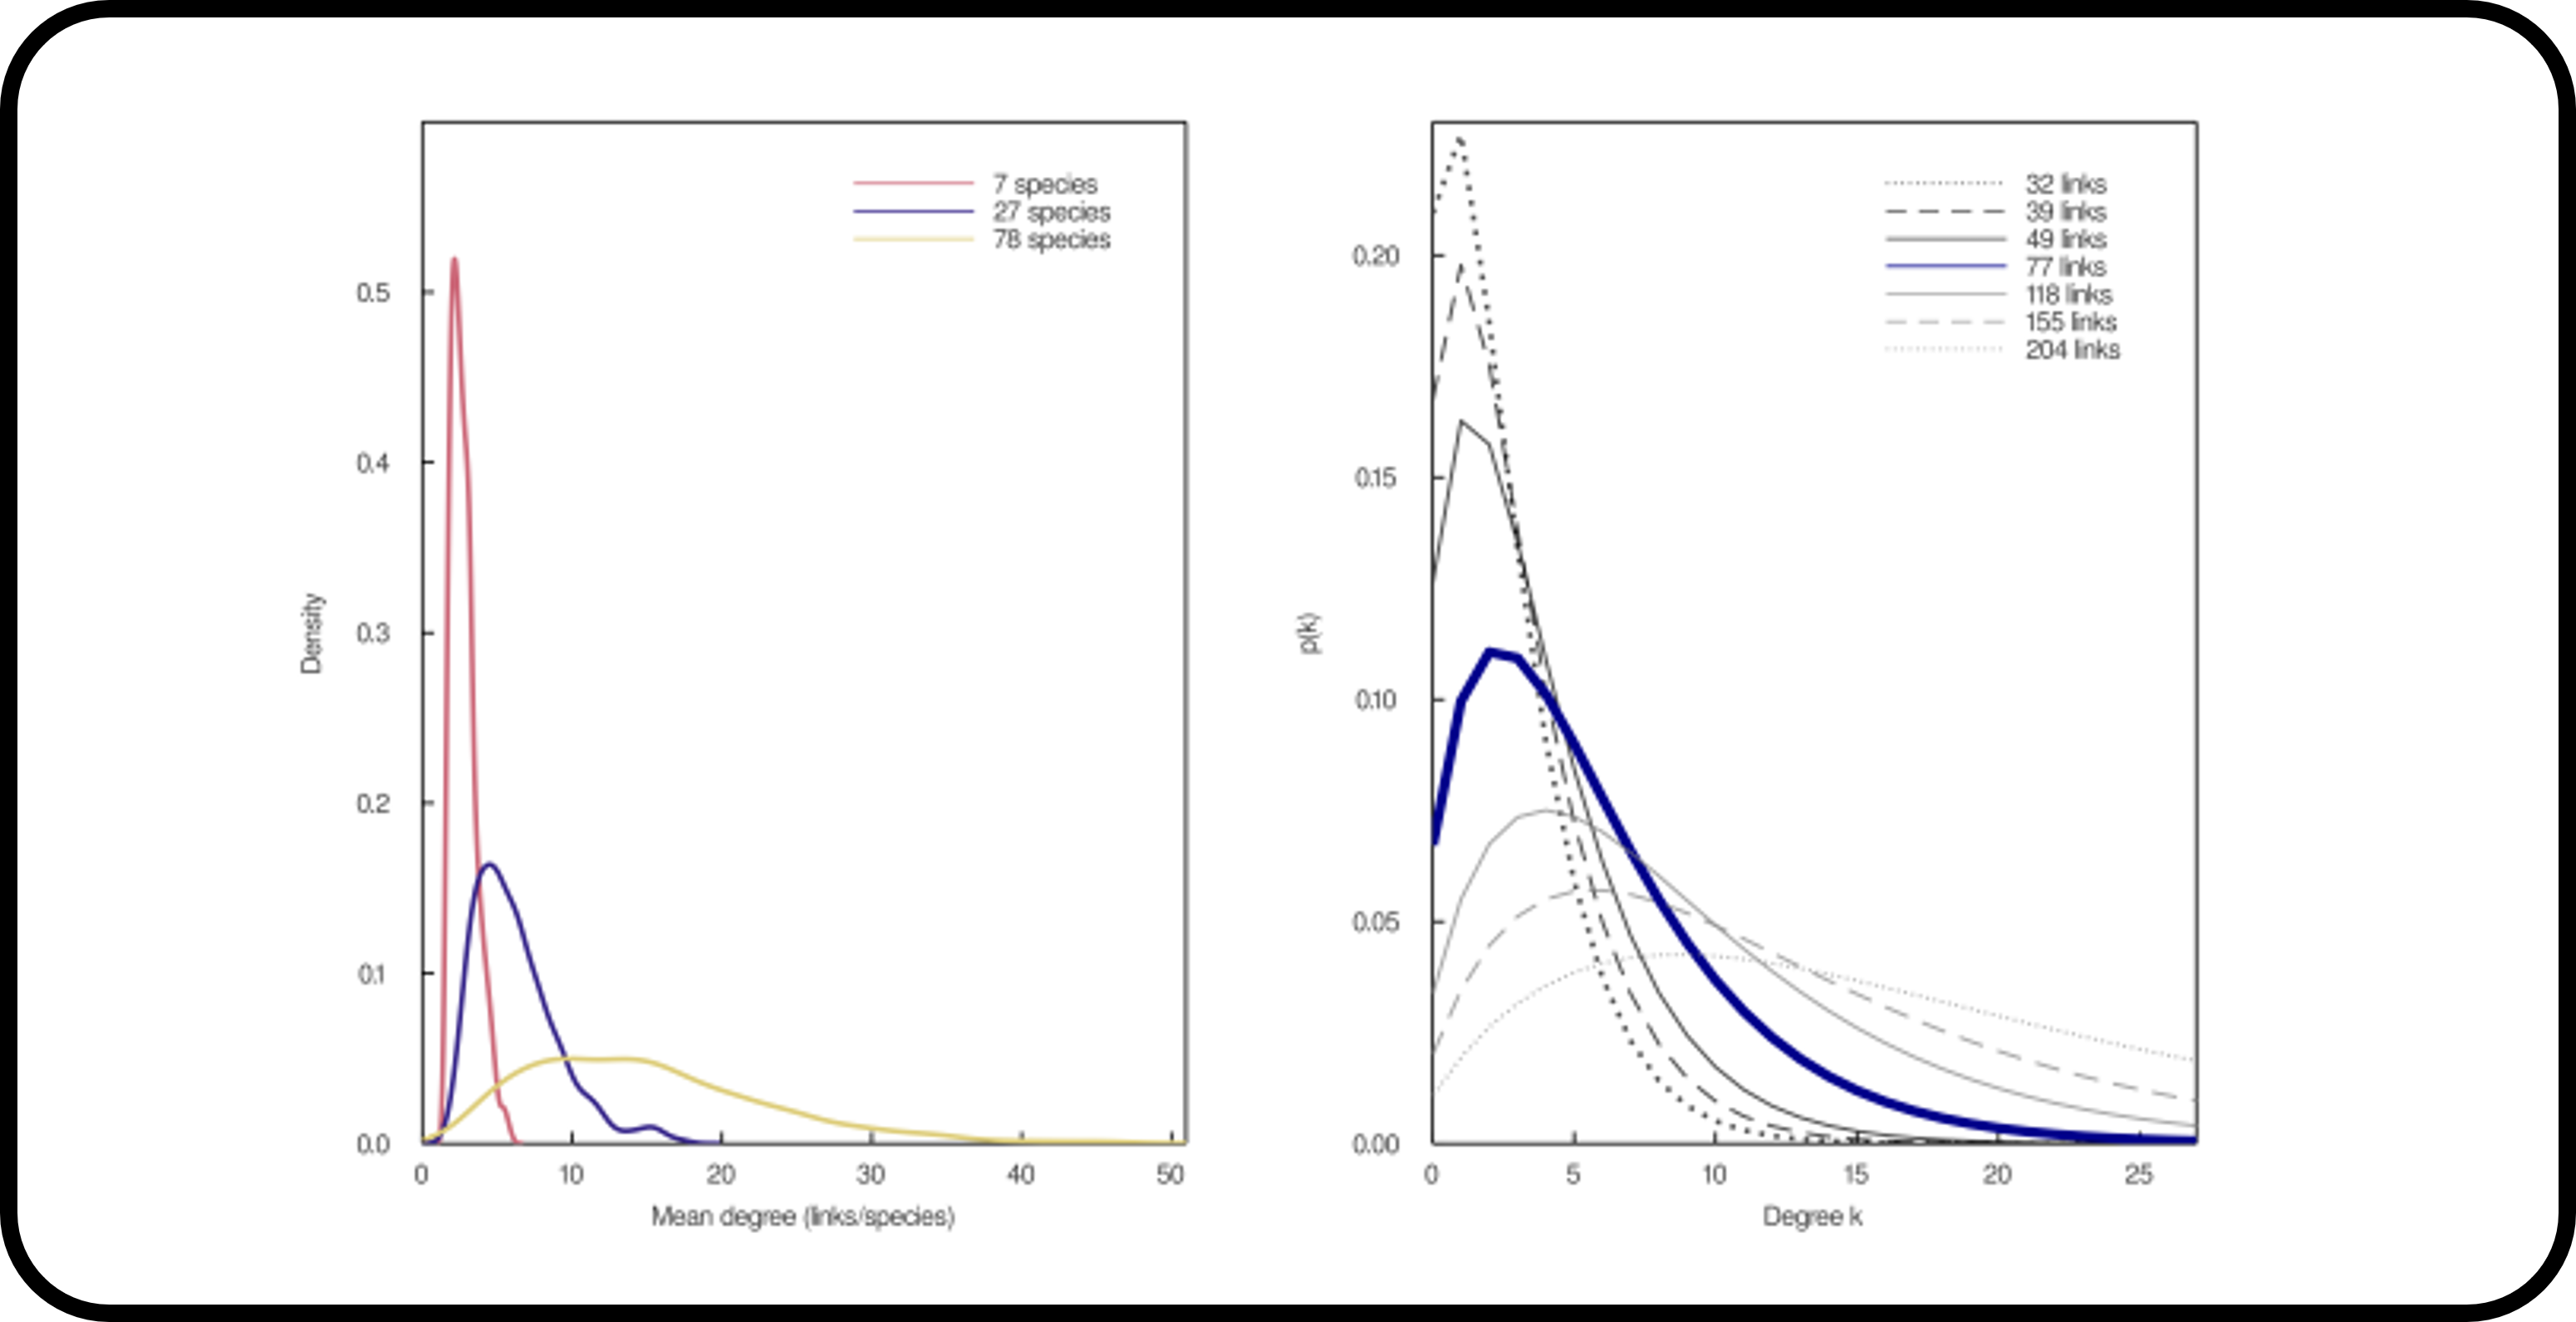 7 species
27 species
78 species
0.5
0.4
0.3
0.2
0.1
0.0
Density
0 10 20 30 40 50
Mean degree (links/species)
32 links
39 links
49 links
77 links
118 links
155 links
204 links
0.20
0.15
0.10
0.05
0.00
p(k)
0 5 10 15 20 25
Degree k